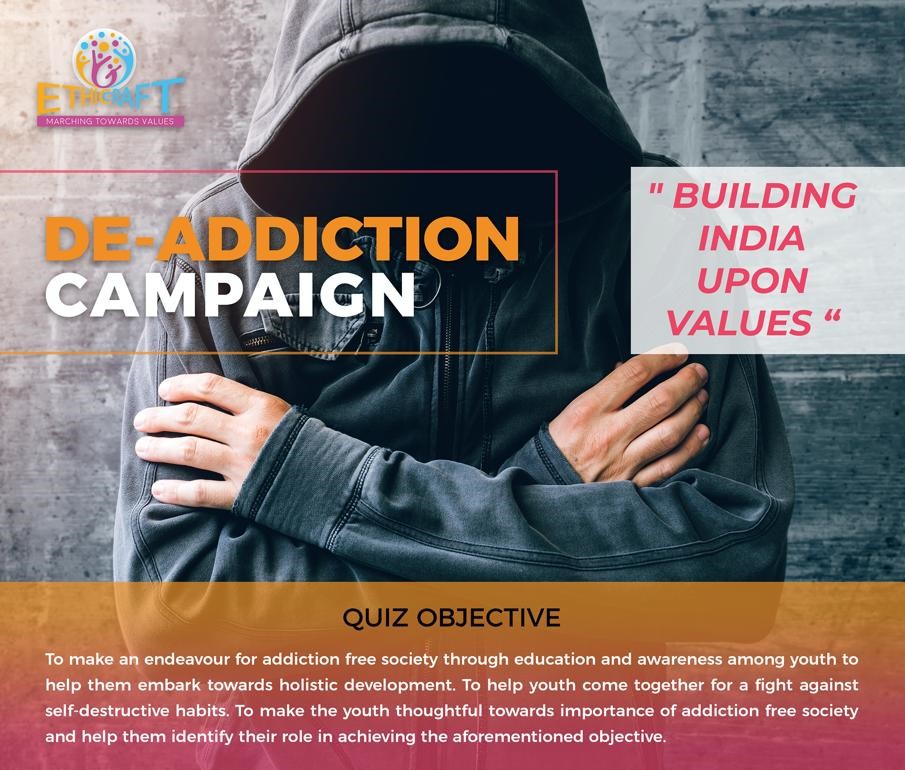 ETHICRAFT
MARCHING TOWARDS VALUES
DE-ADDICTION
CAMPAIGN
" BUILDING
INDIA
UPON
VALUES “
QUIZ OBJECTIVE
To make an endeavour for addiction free society through education and awareness among youth to
help them embark towards holistic development. To help youth come together for a fight against
self-destructive habits. To make the youth thoughtful towards importance of addiction free society
and help them identify their role in achieving the aforementioned objective.